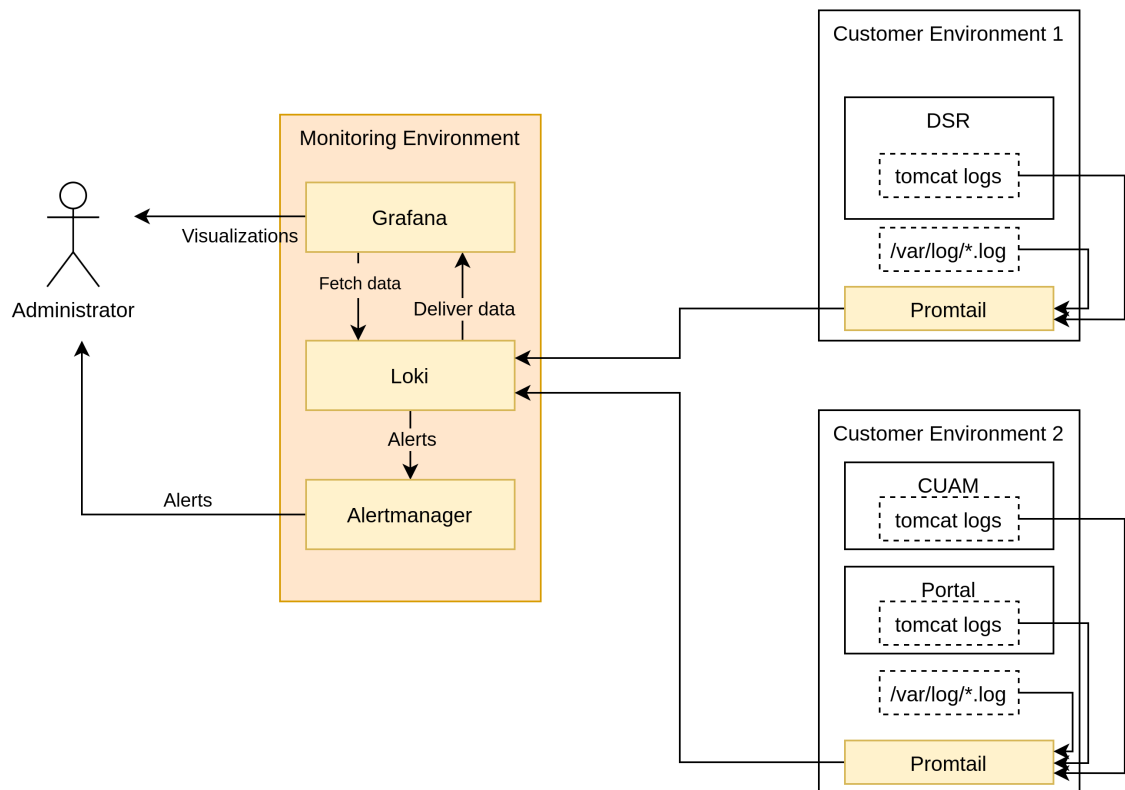 Customer Environment 1
DSR
tomcat logs
/var/log/*.log
Promtail
Monitoring Environment
Grafana
Visualizations
Fetch data
Deliver data
Administrator
Loki
Alerts
Alertmanager
Alerts
Customer Environment 2
CUAM
tomcat logs
Portal
tomcat logs
/var/log/*.log
Promtail